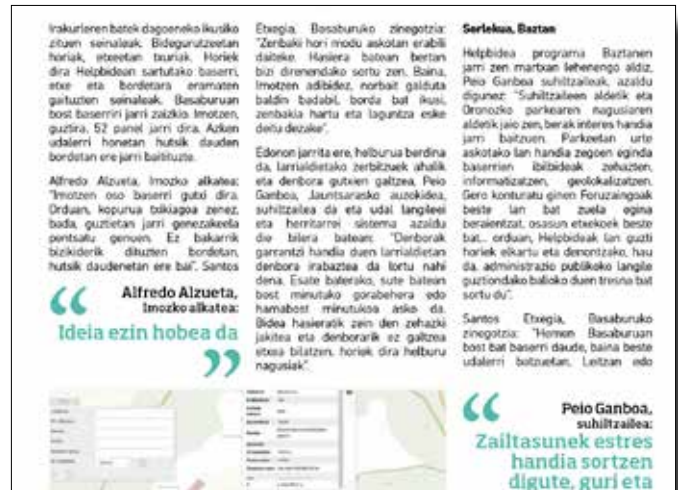 Irakurleren batek dagoeneko ikusiko
zituen seinaleak. Bidegurutzeetan
horiak, etxeetan txuriak. Horiek
dira Helpbidean sartutako baserri,
etxe eta bordetara eramaten
gaituzten seinaleak. Basaburuan
bost baserriri jarri zaizkio. Imotzen,
guztira, 52 panel jarri dira. Azken
udalerri honetan hutsik dauden
bordetan ere jarri baitituzte.
Alfredo Alzueta, Imozko alkatea:
"Imotzen oso baserri gutxi dira.
Orduan, kopurua txikiagoa zenez,
bada, guztietan jarri genezakeela
pentsatu genuen. Ez bakarrik
bizikiderik dituzten bordetan,
hutsik daudenetan ere bai". Santos
“
Alfredo Alzueta,
Imozko alkatea:
Ideia ezin hobea da
”
Etxegia, Basaburuko zinegotzia:
"Zenbaki hori modu askotan erabili
daiteke. Hasiera batean bertan
bizi direnendako sortu zen. Baina,
Imotzen adibidez, norbait galduta
baldin badabil, borda bat ikusi,
zenbakia hartu eta laguntza eske
deitu dezake".
Edonon jarrita ere, helburua berdina
da, larrialdietako zerbitzuek ahalik
eta denbora gutxien galtzea, Peio
Ganboa, Jauntsarasko auzokidea,
suhiltzailea da eta udal langileei
eta herritarrei sistema azaldu
die bilera batean: "Denborak
garrantzi handia duen larrialdietan
denbora irabaztea da lortu nahi
dena. Esate baterako, sute batean
bost minutuko gorabehera edo
hamabost minutukoa asko da.
Bidea hasieratik zein den zehazki
jakitea eta denborarik ez galtzea
etxea bilatzen, horiek dira helburu
nagusiak".
Sorlekua, Baztan
Helpbidea programa Baztanen
jarri zen martxan lehenengo aldiz,
Peio Ganboa suhiltzaileak, azaldu
digunez: "Suhiltzaileen aldetik eta
Oronozko parkearen nagusiaren
aldetik jaio zen, berak interes handia
jarri baitzuen. Parkeetan urte
askotako lan handia zegoen eginda
baserrien ibilbideak zehazten,
informatizatzen, geolokalizatzen.
Gero konturatu ginen Foruzaingoak
beste lan bat zuela egina
beraientzat, osasun etxekoek beste
bat... orduan, Helpbideak lan guzti
horiek elkartu eta denontzako, hau
da, administrazio publikoko langile
guztiondako balioko duen tresna bat
sortu du".
Santos Etxegia, Basaburuko
zinegotzia: "Hemen Basaburuan
bost bat baserri daude, baina beste
udalerri batzuetan, Leitzan edo
“
Peio Ganboa,
suhiltzailea:
Zailtasunek estres
handia sortzen
digute, guri eta